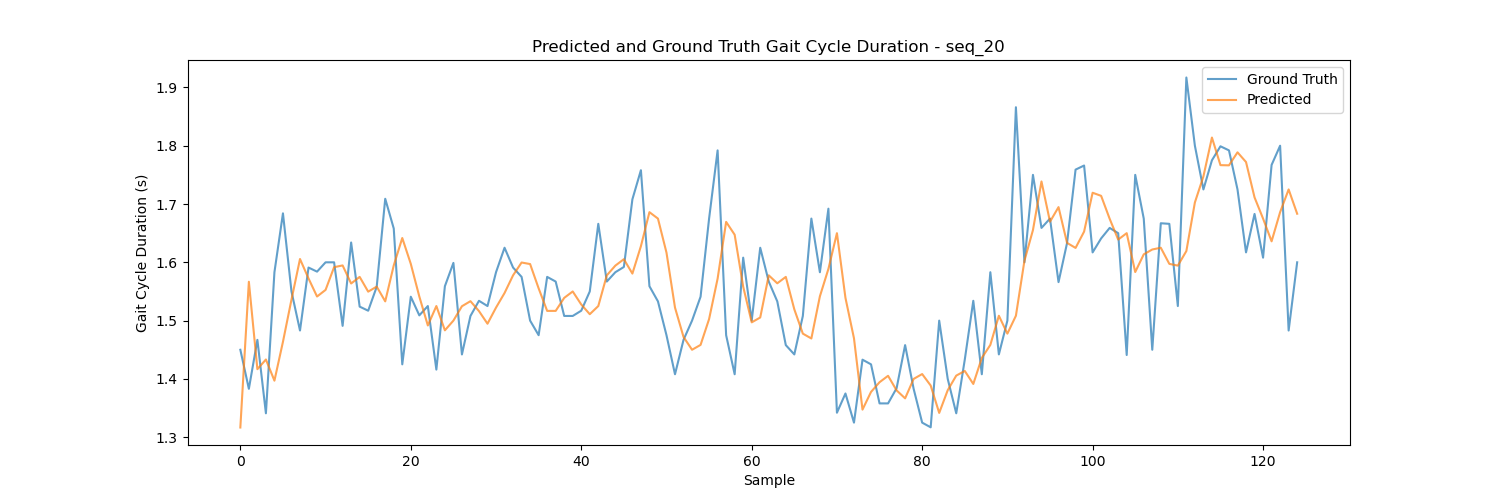 Predicted and Ground Truth Gait Cycle Duration - seq_20
Ground Truth
Predicted
Gait Cycle Duration (s)
1.9
1.8
1.7
1.6
1.5
1.4
1.3
0 20 40 60 80 100 120
Sample